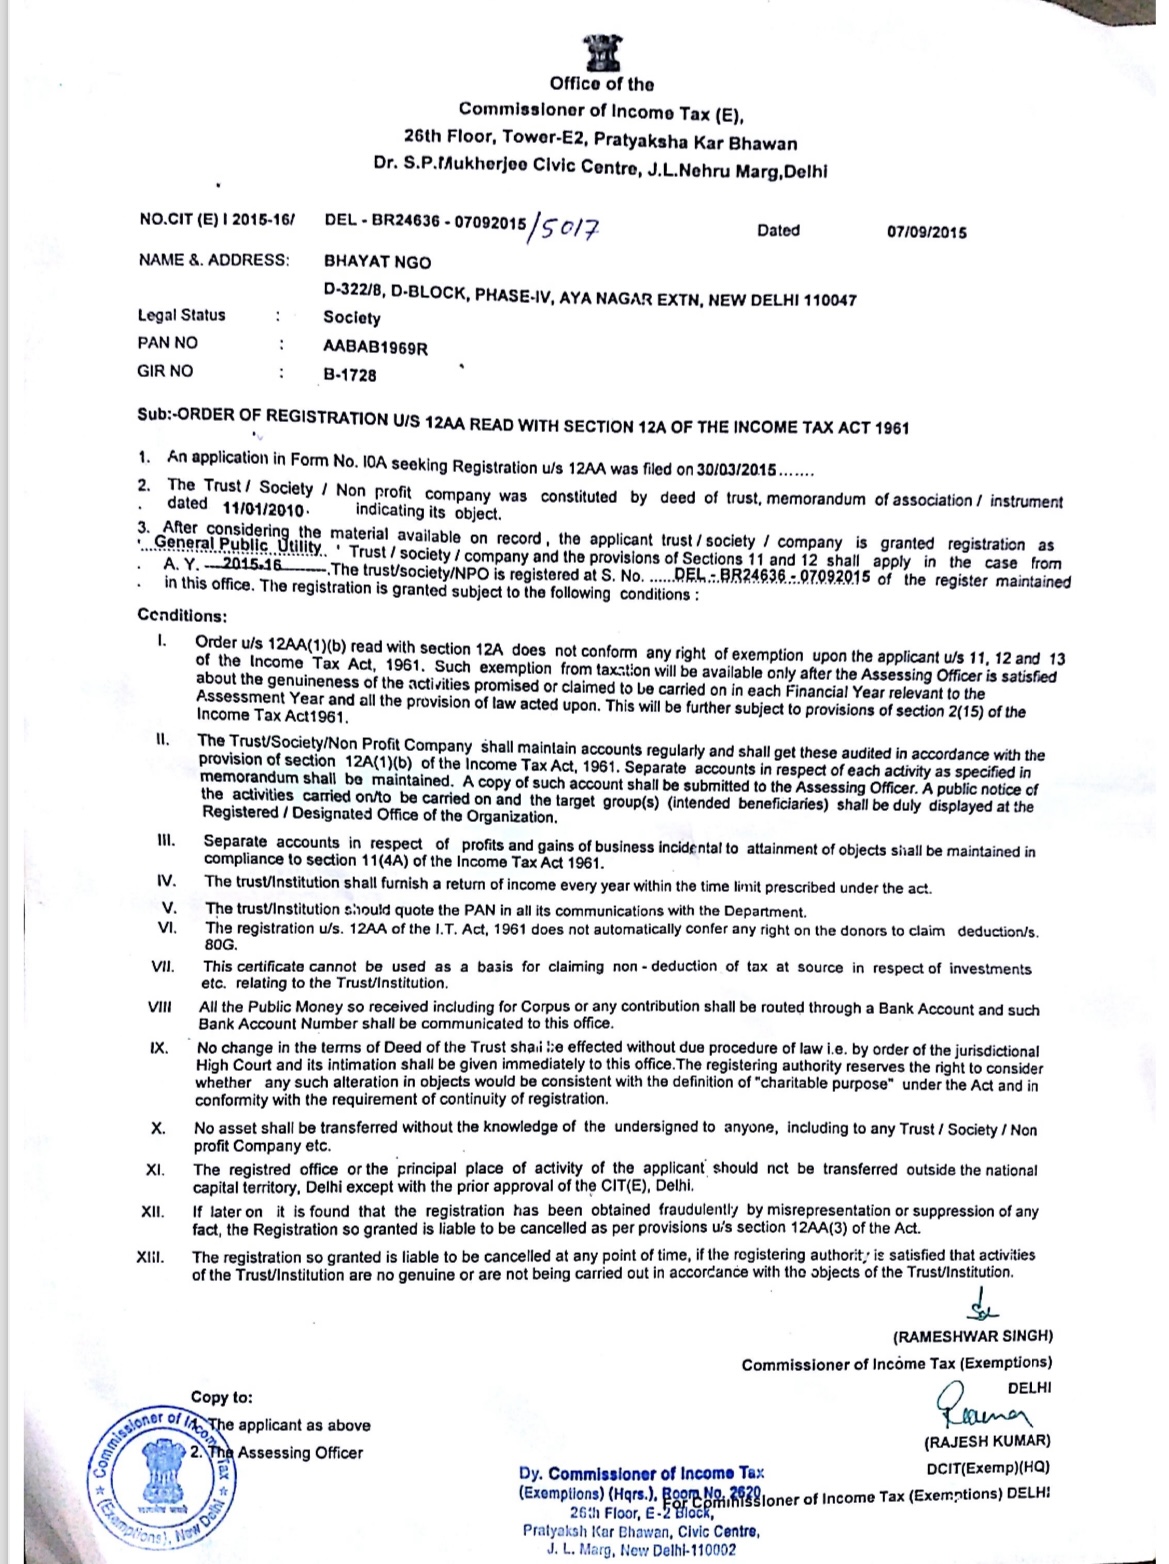 Office of the
Commissioner of Income Tax (E),
26th Floor, Tower-E2, Pratyaksha Kar Bhawan
Dr. S.P.Mukherjee Civic Centre, J.L.Nehru Marg,Delhi
NO.CIT (E) I 2015-16/ DEL - BR24636 - 07092015 /5017 Dated 07/09/2015
NAME &. ADDRESS: BHAYAT NGO
D-322/8, D-BLOCK, PHASE-IV, AYA NAGAR EXTN, NEW DELHI 110047
Legal Status : Society
PAN NO : AABAB1969R
GIR NO : B-1728
Sub:-ORDER OF REGISTRATION U/S 12AA READ WITH SECTION 12A OF THE INCOME TAX ACT 1961
1. An application in Form No. I0A seeking Registration u/s 12AA was filed on 30/03/2015.......
2. The Trust / Society / Non profit company was constituted by deed of trust, memorandum of association / instrument
dated 11/01/2010. indicating its object.
3. After considering the material available on record , the applicant trust / society / company is granted registration as
'...General Public Utility.. ' Trust / society / company and the provisions of Sections 11 and 12 shall apply in the case from
A. Y. ---2015-16-------.The trust/society/NPO is registered at S. No. ......DEL.-.BR24636.-.07092015 of the register maintained
in this office. The registration is granted subject to the following conditions :
Conditions:
I. Order u/s 12AA(1)(b) read with section 12A does not conform any right of exemption upon the applicant u/s 11, 12 and 13
of the Income Tax Act, 1961. Such exemption from taxation will be available only after the Assessing Officer is satisfied
about the genuineness of the activities promised or claimed to be carried on in each Financial Year relevant to the
Assessment Year and all the provision of law acted upon. This will be further subject to provisions of section 2(15) of the
Income Tax Act1961.
II. The Trust/Society/Non Profit Company shall maintain accounts regularly and shall get these audited in accordance with the
provision of section 12A(1)(b) of the Income Tax Act, 1961. Separate accounts in respect of each activity as specified in
memorandum shall be maintained. A copy of such account shall be submitted to the Assessing Officer. A public notice of
the activities carried on/to be carried on and the target group(s) (intended beneficiaries) shall be duly displayed at the
Registered / Designated Office of the Organization.
III. Separate accounts in respect of profits and gains of business incidental to attainment of objects shall be maintained in
compliance to section 11(4A) of the Income Tax Act 1961.
IV. The trust/Institution shall furnish a return of income every year within the time limit prescribed under the act.
V. The trust/Institution should quote the PAN in all its communications with the Department.
VI. The registration u/s. 12AA of the I.T. Act, 1961 does not automatically confer any right on the donors to claim deduction/s.
80G.
VII. This certificate cannot be used as a basis for claiming non - deduction of tax at source in respect of investments
etc. relating to the Trust/Institution.
VIII All the Public Money so received including for Corpus or any contribution shall be routed through a Bank Account and such
Bank Account Number shall be communicated to this office.
IX. No change in the terms of Deed of the Trust shall be effected without due procedure of law i.e. by order of the jurisdictional
High Court and its intimation shall be given immediately to this office.The registering authority reserves the right to consider
whether any such alteration in objects would be consistent with the definition of "charitable purpose" under the Act and in
conformity with the requirement of continuity of registration.
X. No asset shall be transferred without the knowledge of the undersigned to anyone, including to any Trust / Society / Non
profit Company etc.
XI. The registred office or the principal place of activity of the applicant should not be transferred outside the national
capital territory, Delhi except with the prior approval of the CIT(E), Delhi.
XII. If later on it is found that the registration has been obtained fraudulently by misrepresentation or suppression of any
fact, the Registration so granted is liable to be cancelled as per provisions u/s section 12AA(3) of the Act.
XIII. The registration so granted is liable to be cancelled at any point of time, if the registering authority is satisfied that activities
of the Trust/Institution are no genuine or are not being carried out in accordance with the objects of the Trust/Institution.
(RAMESHWAR SINGH)
Commissioner of Income Tax (Exemptions)
DELHI
(RAJESH KUMAR)
DCIT(Exemp)(HQ)
For Commissioner of Income Tax (Exemptions) DELHI
Copy to:
1. The applicant as above
2. The Assessing Officer
Commissioner of Income Tax
(Exemptions), New Delhi
सत्यमेव जयते
Dy. Commissioner of Income Tax
(Exemptions) (Hqrs.), Room No. 2620
26th Floor, E-2 Block,
Pratyaksh Kar Bhawan, Civic Centre,
J. L. Marg, New Delhi-110002